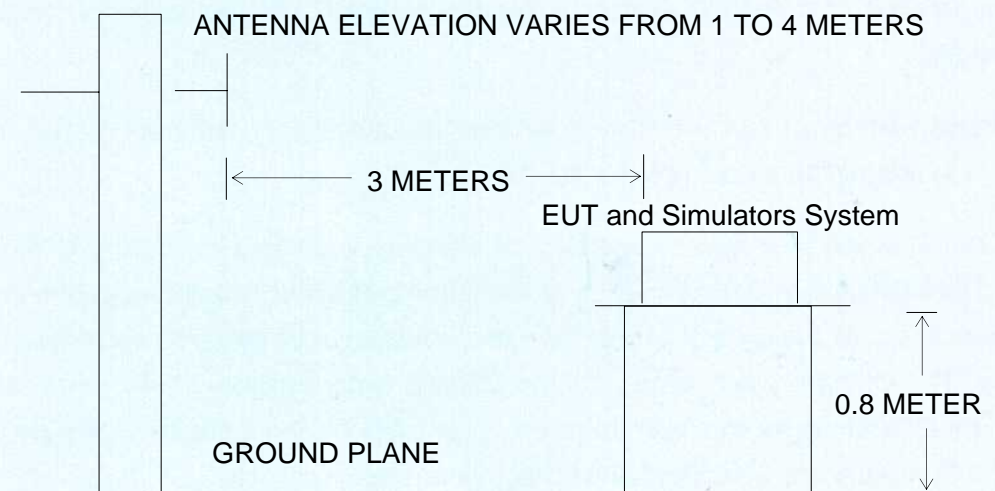 ANTENNA ELEVATION VARIES FROM 1 TO 4 METERS
3 METERS
EUT and Simulators System
0.8 METER
GROUND PLANE